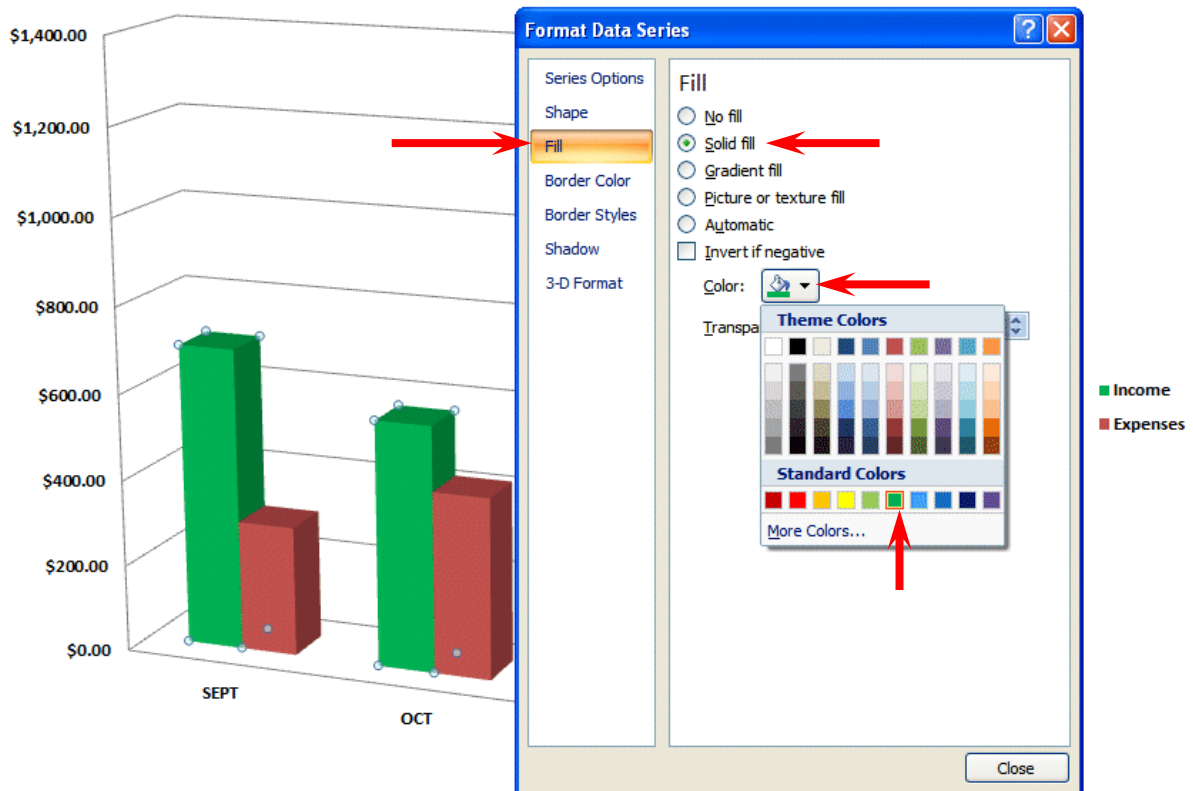 $1,400.00
$1,200.00
$1,000.00
$800.00
$600.00
$400.00
$200.00
$0.00
SEPT
OCT
Format Data Series
Series Options
Shape
Fill
Border Color
Border Styles
Shadow
3-D Format
Fill
No fill
Solid fill
Gradient fill
Picture or texture fill
Automatic
Invert if negative
Color:
Transpa
Theme Colors
Standard Colors
More Colors...
Close
Income
Expenses